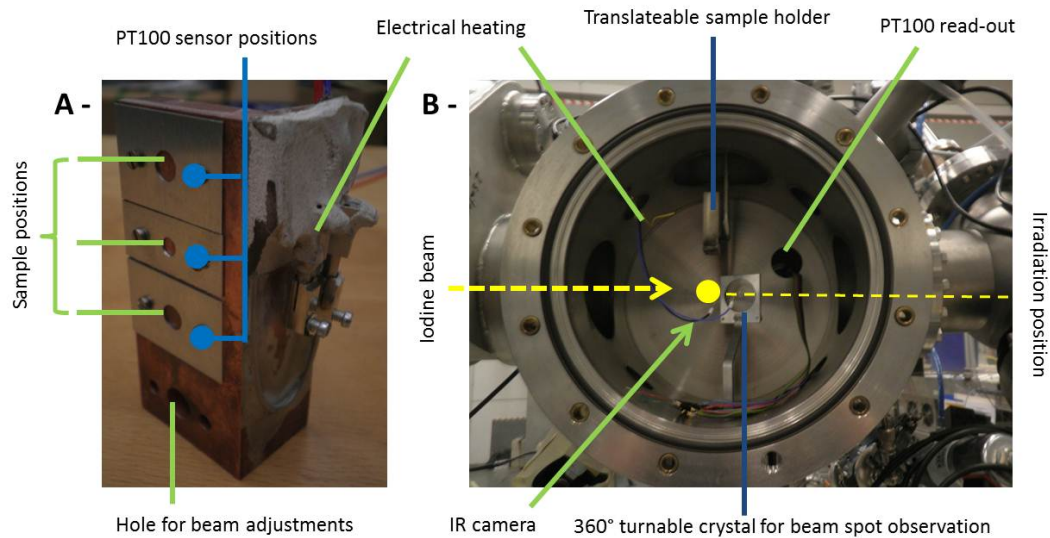 Translateable sample holder
PT100 sensor positions
Electrical heating
PT100 read-out
A -
B -
Sample positions
Iodine beam
Irradiation position
Hole for beam adjustments
IR camera
360° turnable crystal for beam spot observation